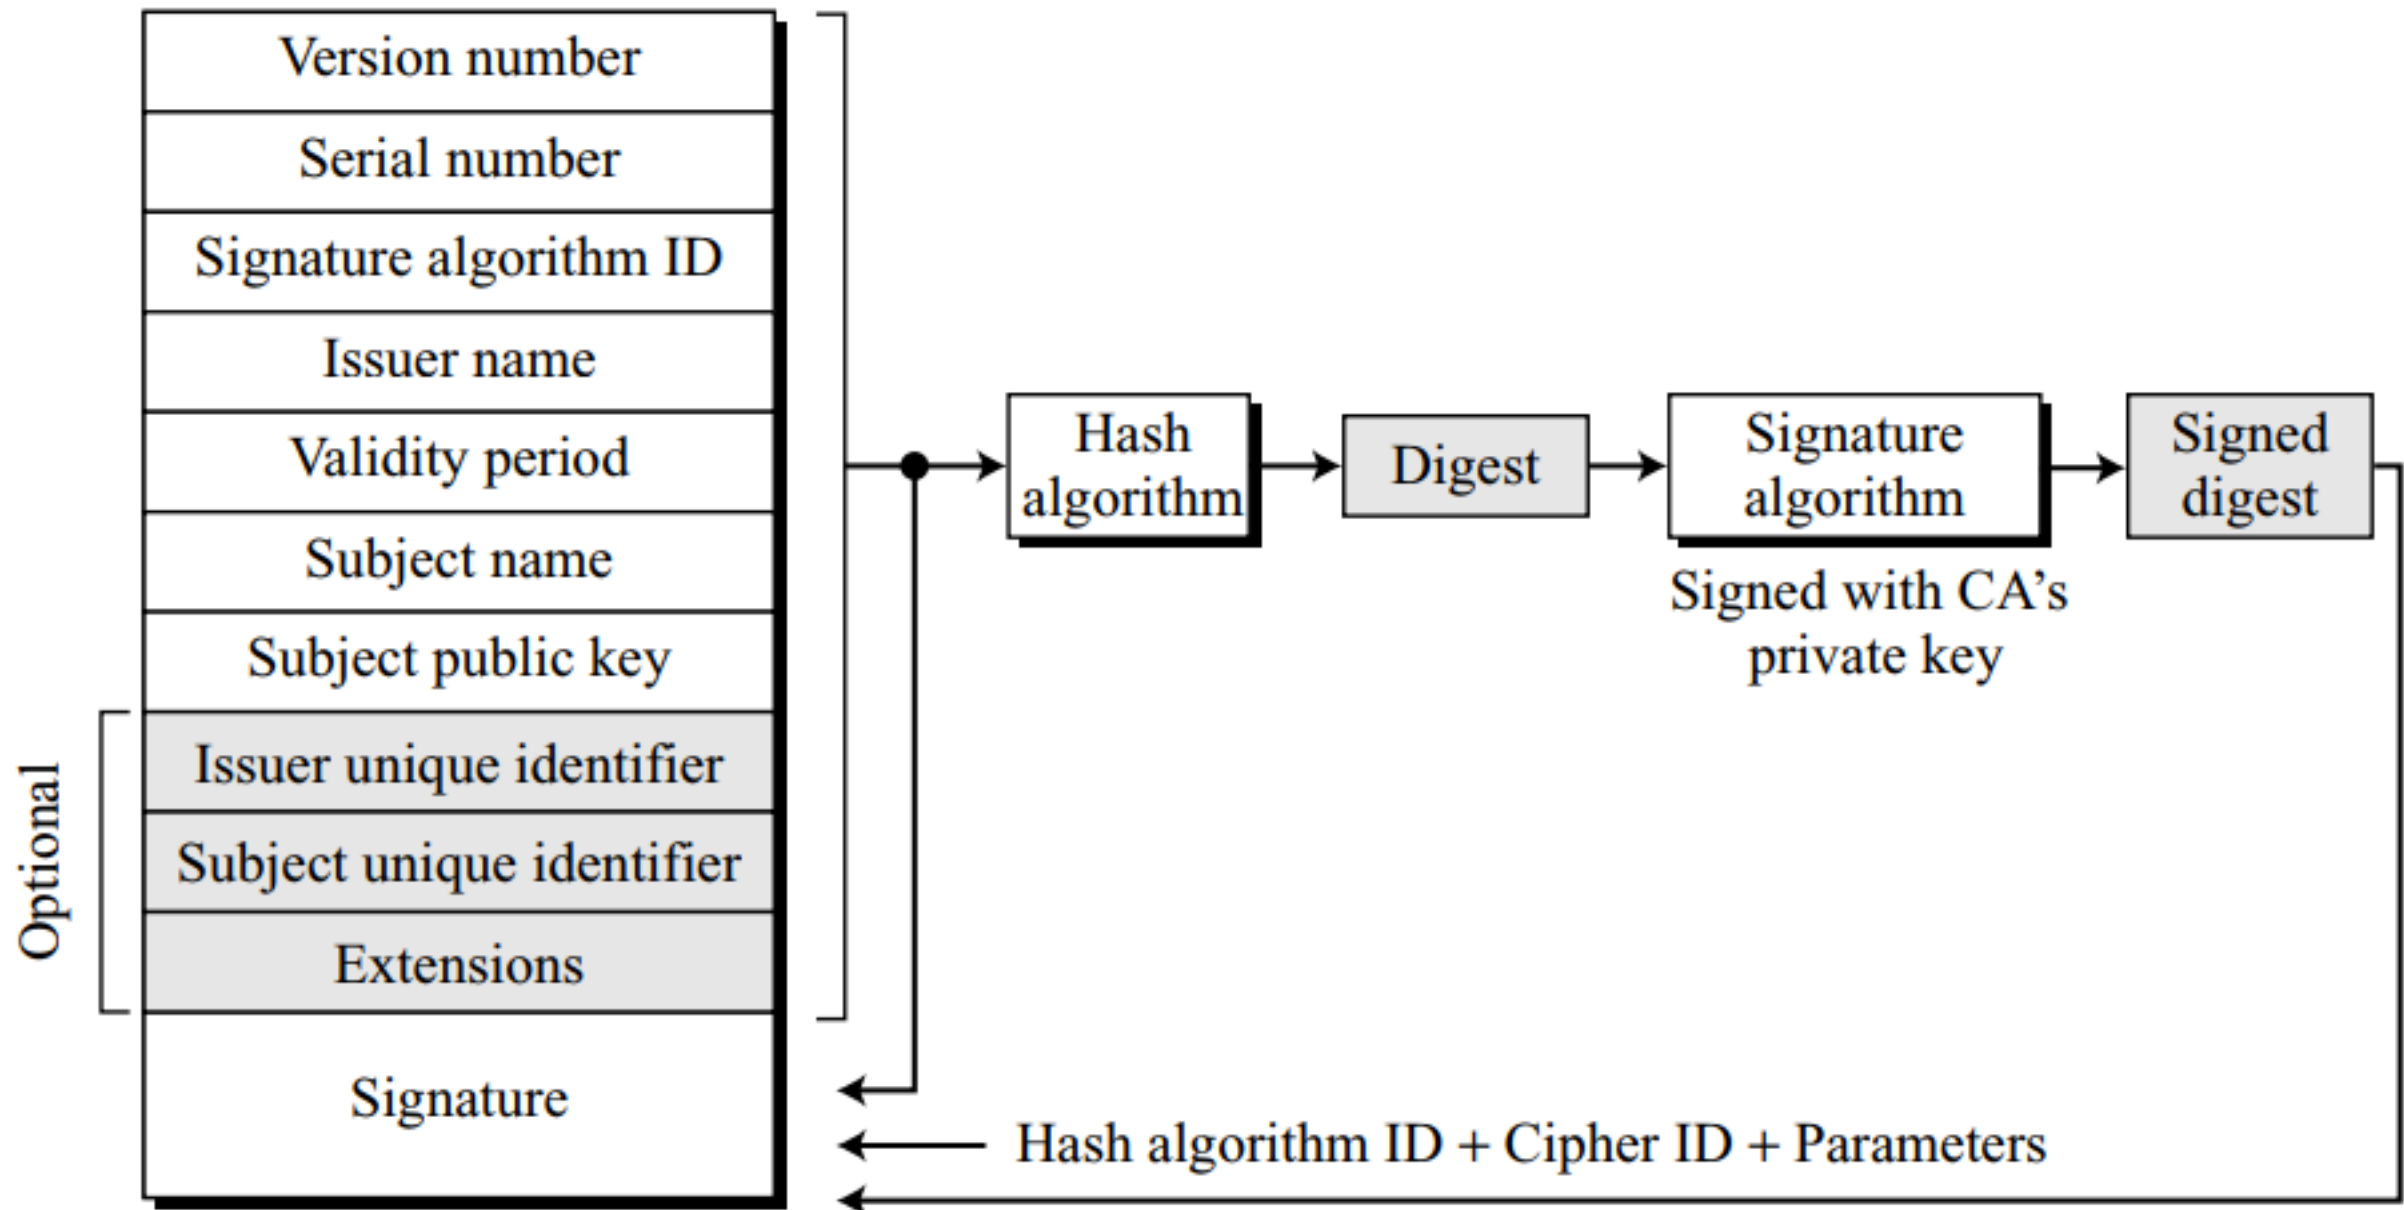 Version number
Serial number
Signature algorithm ID
Issuer name
Validity period
Subject name
Subject public key
Optional
Issuer unique identifier
Subject unique identifier
Extensions
Signature
Hash
algorithm
Digest
Signature
algorithm
Signed with CA’s
private key
Signed
digest
Hash algorithm ID + Cipher ID + Parameters